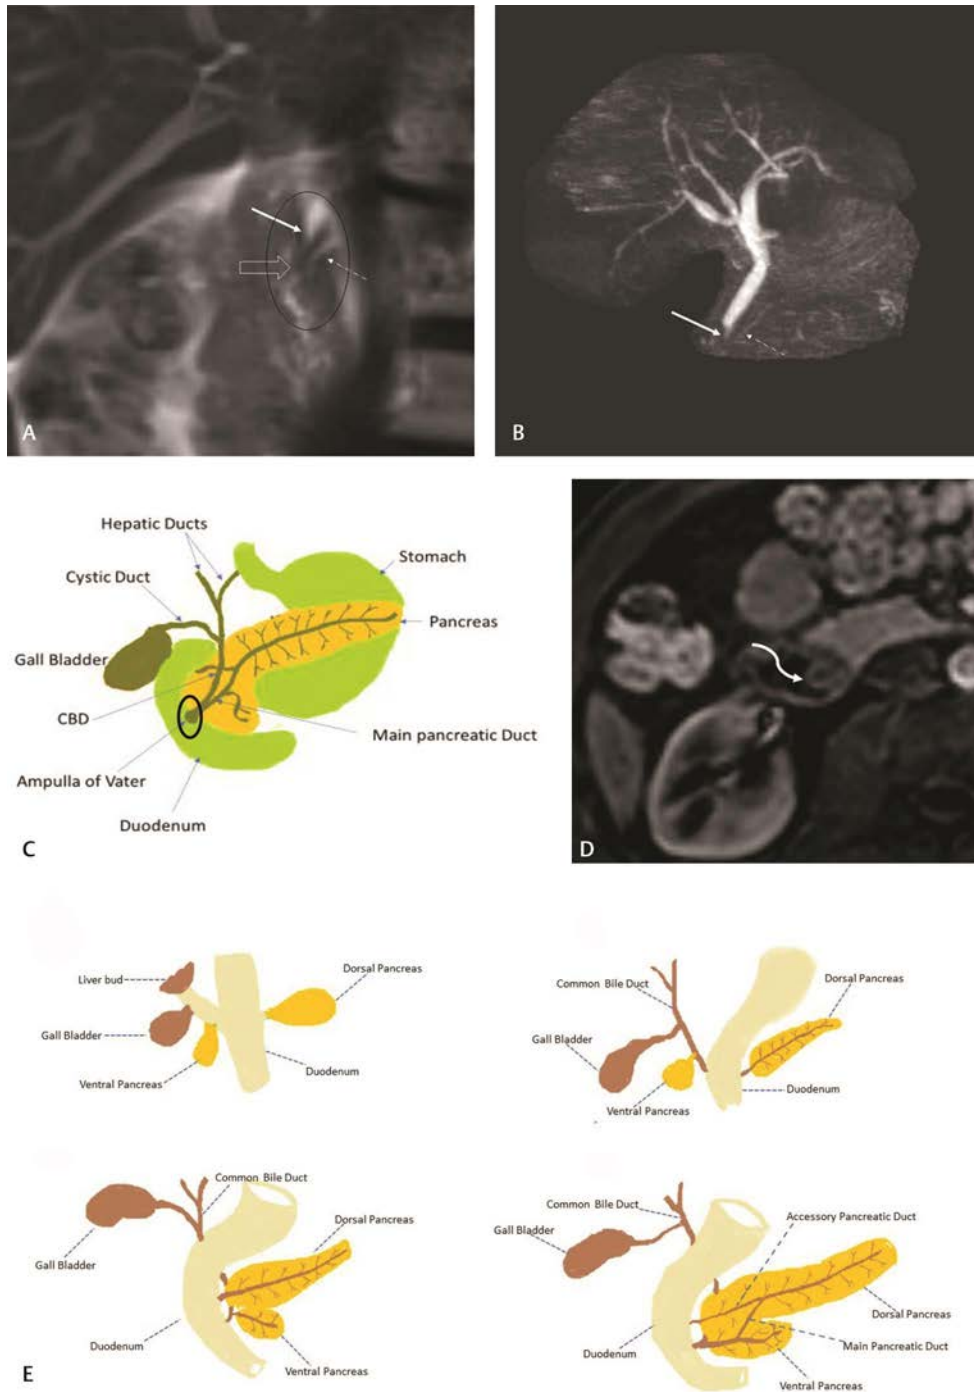 A
B
Hepatic Ducts
Cystic Duct
Stomach
Pancreas
Gall Bladder
CBD
Main pancreatic Duct
Ampulla of Vater
Duodenum
C
D
Liver bud
Dorsal Pancreas
Gall Bladder
Ventral Pancreas
Duodenum
Common Bile Duct
Dorsal Pancreas
Gall Bladder
Ventral Pancreas
Duodenum
Common Bile Duct
Dorsal Pancreas
Gall Bladder
Duodenum
Ventral Pancreas
Common Bile Duct
Accessory Pancreatic Duct
Gall Bladder
Dorsal Pancreas
Duodenum
Main Pancreatic Duct
Ventral Pancreas
E